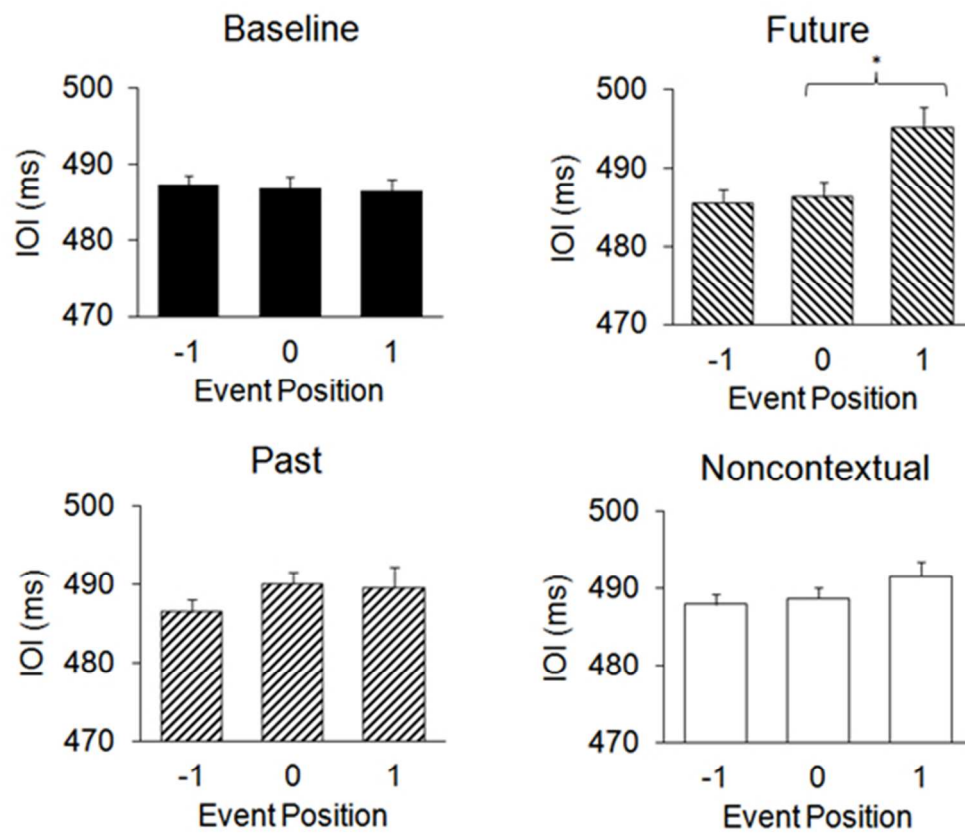 Baseline
500
490
480
470
IOI (ms)
-1 0 1
Event Position
Future
*
500
490
480
470
IOI (ms)
-1 0 1
Event Position
Past
500
490
480
470
IOI (ms)
-1 0 1
Event Position
Noncontextual
500
490
480
470
IOI (ms)
-1 0 1
Event Position